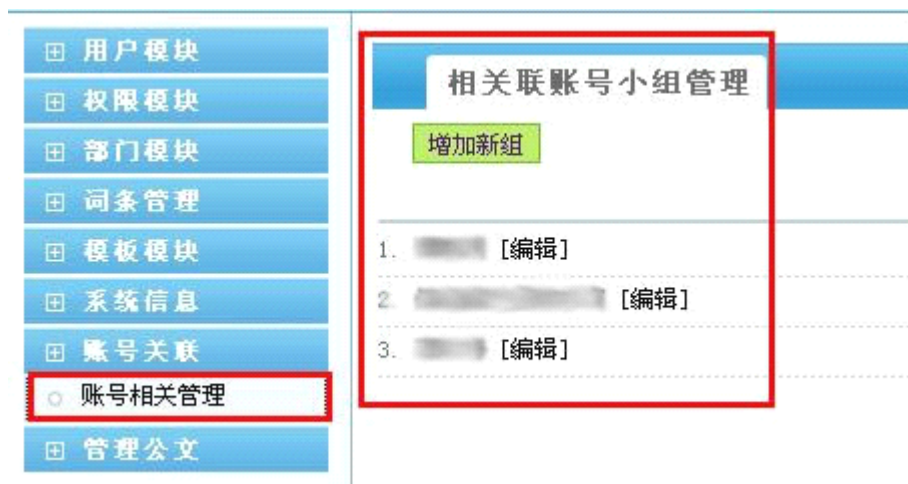 用户模块
权限模块
部门模块
词条管理
模板模块
系统信息
账号关联
账号相关管理
管理公文
相关联账号小组管理
增加新组
1. [编辑]
2. [编辑]
3. [编辑]